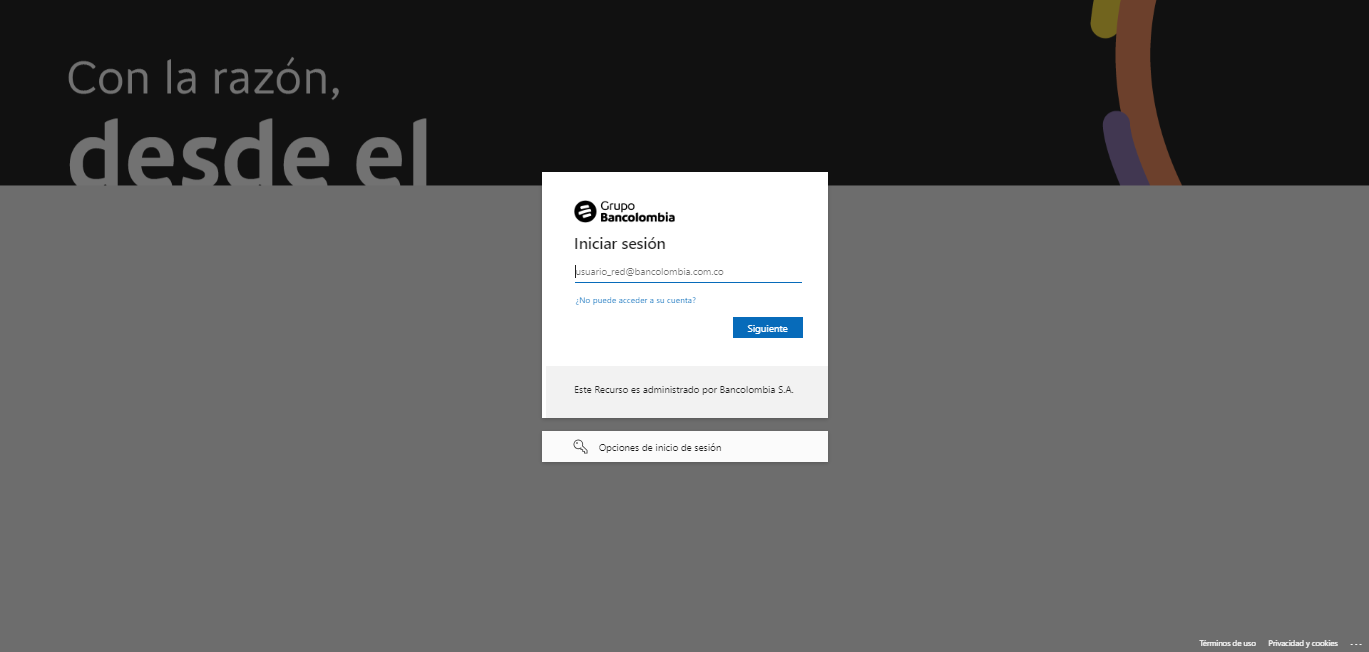 Con la razón,
desde el
Grupo
Bancolombia
Iniciar sesión
usuario_red@bancolombia.com.co
¿No puede acceder a su cuenta?
Siguiente
Este Recurso es administrado por Bancolombia S.A.
Opciones de inicio de sesión
Términos de uso Privacidad y cookies ...